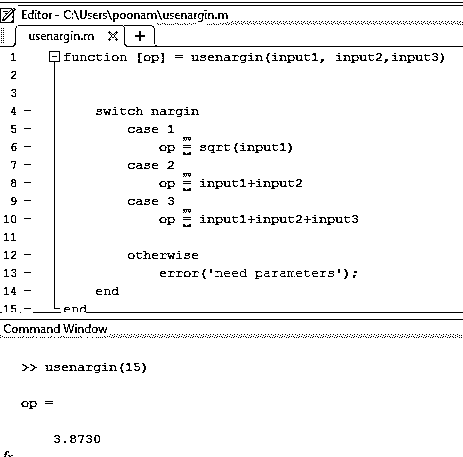 Editor - C:\Users\poonam\usenargin.m
usenargin.m × +
1 function [op] = usenargin(input1, input2,input3)
2
3
4 - switch nargin
5 - case 1
6 - op = sqrt(input1)
7 - case 2
8 - op = input1+input2
9 - case 3
10 - op = input1+input2+input3
11
12 - otherwise
13 - error('need parameters');
14 - end
15 - end
Command Window
>> usenargin(15)
op =
3.8730
fx